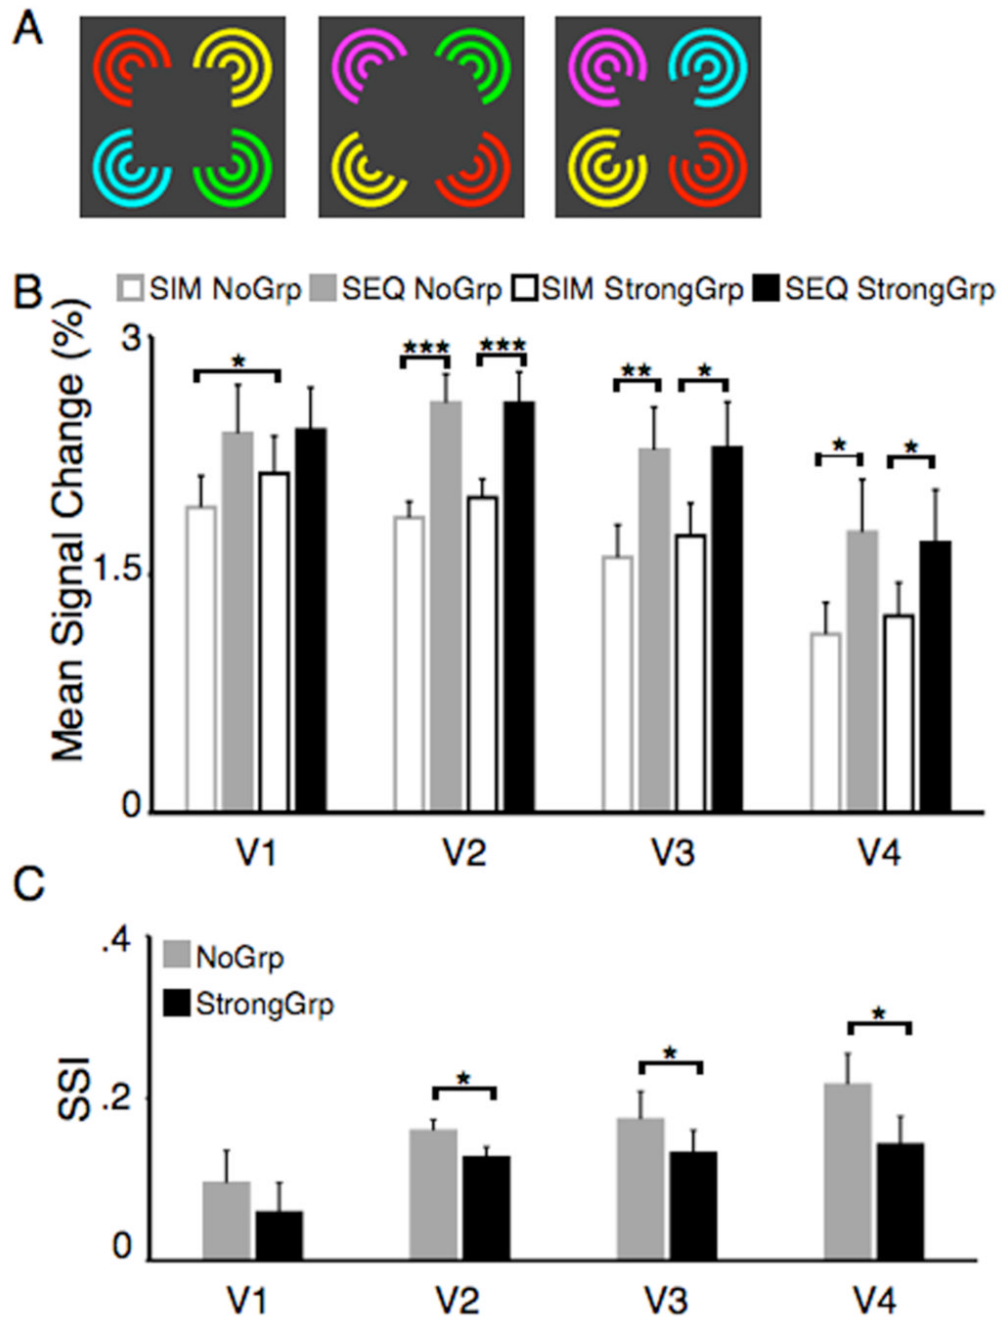 A
B
SIM NoGrp SEQ NoGrp SIM StrongGrp SEQ StrongGrp
Mean Signal Change (%)
3
1.5
0
* *** *** ** * * *
V1 V2 V3 V4
C
SSI
.4
.2
0
NoGrp
StrongGrp
* * *
V1 V2 V3 V4